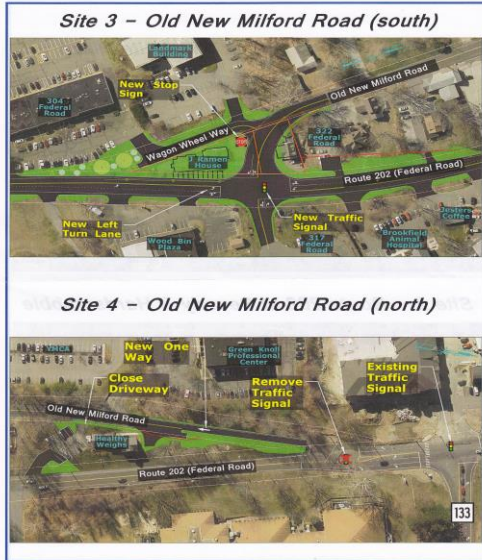 Site 3 – Old New Milford Road (south)
Landmark
Building
New Stop
Sign
304
Federal
Road
Old New Milford Road
Wagon Wheel Way
322
Federal
Road
J Ramen
House
Route 202 (Federal Road)
New Left
Turn Lane
New Traffic
Signal
Wood Bin
Plaza
317
Federal
Road
Brookfield
Animal
Hospital
Justers
Coffee
Site 4 – Old New Milford Road (north)
YMCA
New One
Way
Green Knoll
Professional
Center
Existing
Traffic
Signal
Close
Driveway
Remove
Traffic
Signal
Old New Milford Road
Healthy
Weighs
Route 202 (Federal Road)
133